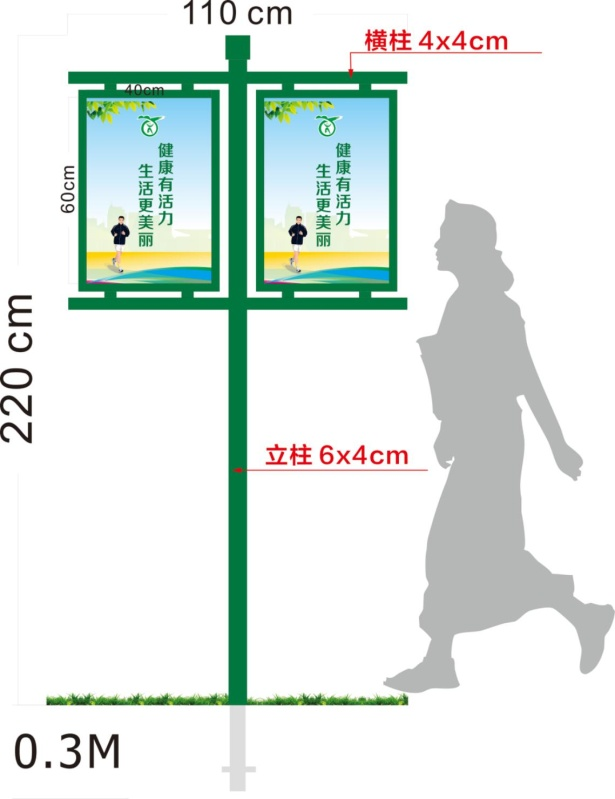 110 cm
横柱 4x4cm
40cm
60cm
健康有活力
生活更美丽
健康有活力
生活更美丽
220 cm
立柱 6x4cm
0.3M